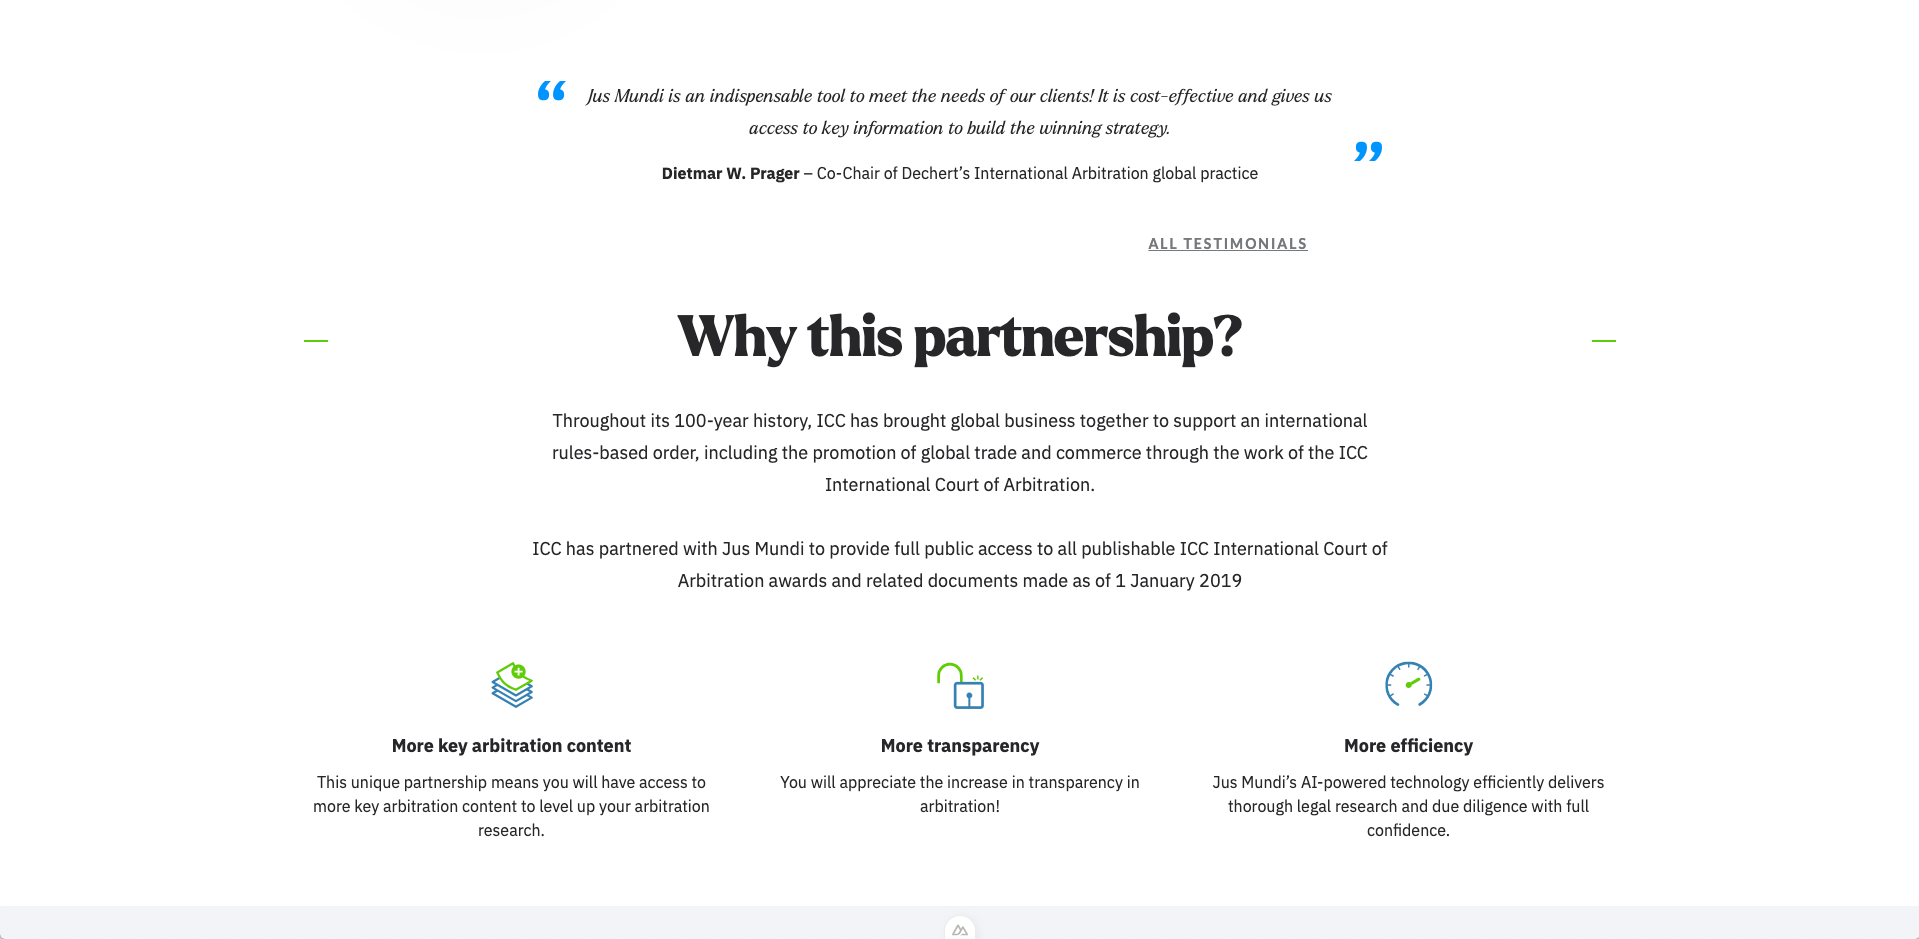 “ Jus Mundi is an indispensable tool to meet the needs of our clients! It is cost-effective and gives us
access to key information to build the winning strategy. ”
Dietmar W. Prager – Co-Chair of Dechert’s International Arbitration global practice
ALL TESTIMONIALS
Why this partnership?
Throughout its 100-year history, ICC has brought global business together to support an international
rules-based order, including the promotion of global trade and commerce through the work of the ICC
International Court of Arbitration.
ICC has partnered with Jus Mundi to provide full public access to all publishable ICC International Court of
Arbitration awards and related documents made as of 1 January 2019
More key arbitration content
This unique partnership means you will have access to
more key arbitration content to level up your arbitration
research.
More transparency
You will appreciate the increase in transparency in
arbitration!
More efficiency
Jus Mundi’s AI-powered technology efficiently delivers
thorough legal research and due diligence with full
confidence.